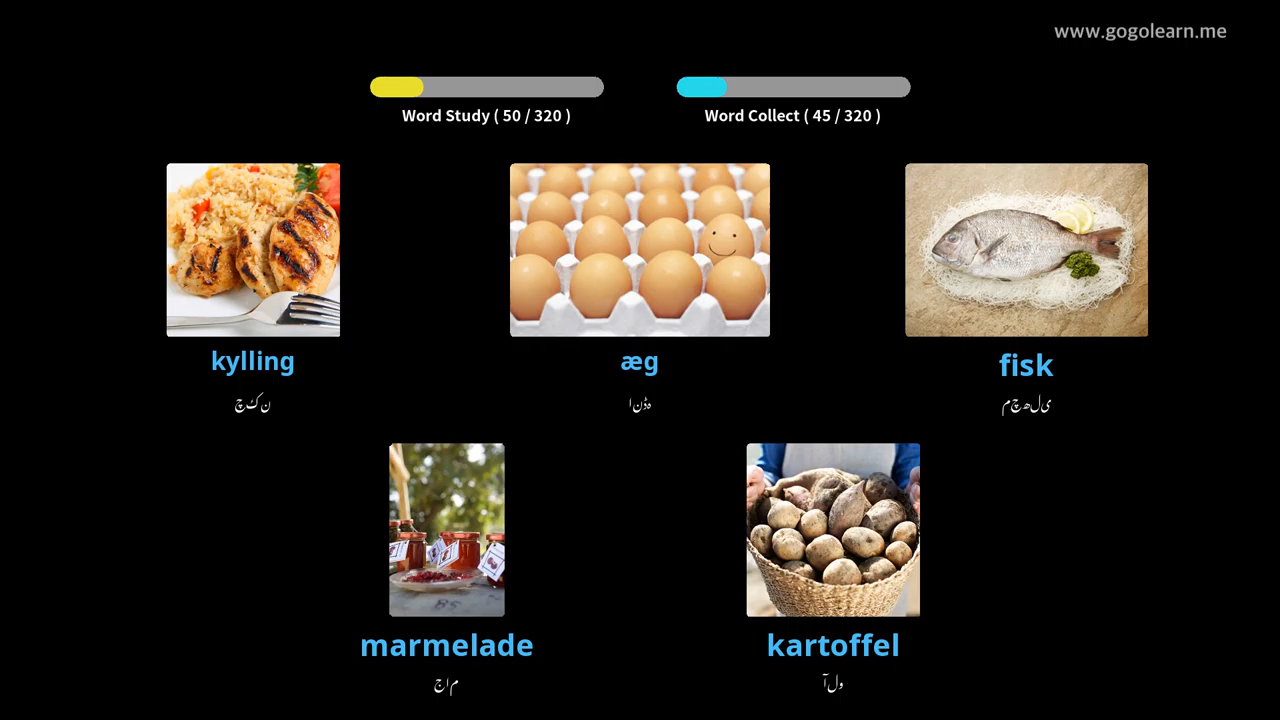 www.gogolearn.me
Word Study ( 50 / 320 )
Word Collect ( 45 / 320 )
kylling
æg
fisk
چکن
انڈہ
مچھلی
marmelade
kartoffel
جام
آلو